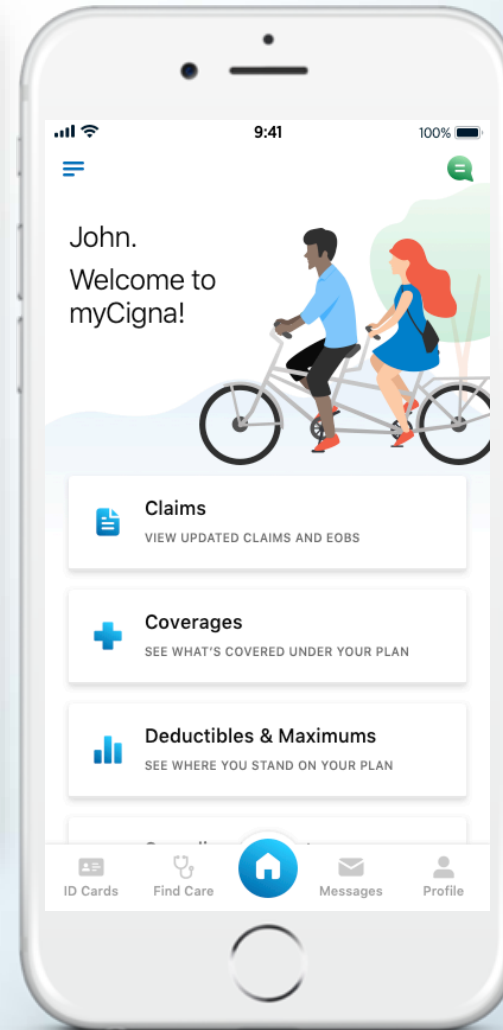 9:41
100%
John.
Welcome to
myCigna!
Claims
VIEW UPDATED CLAIMS AND EOBS
Coverages
SEE WHAT'S COVERED UNDER YOUR PLAN
Deductibles & Maximums
SEE WHERE YOU STAND ON YOUR PLAN
ID Cards
Find Care
Messages
Profile